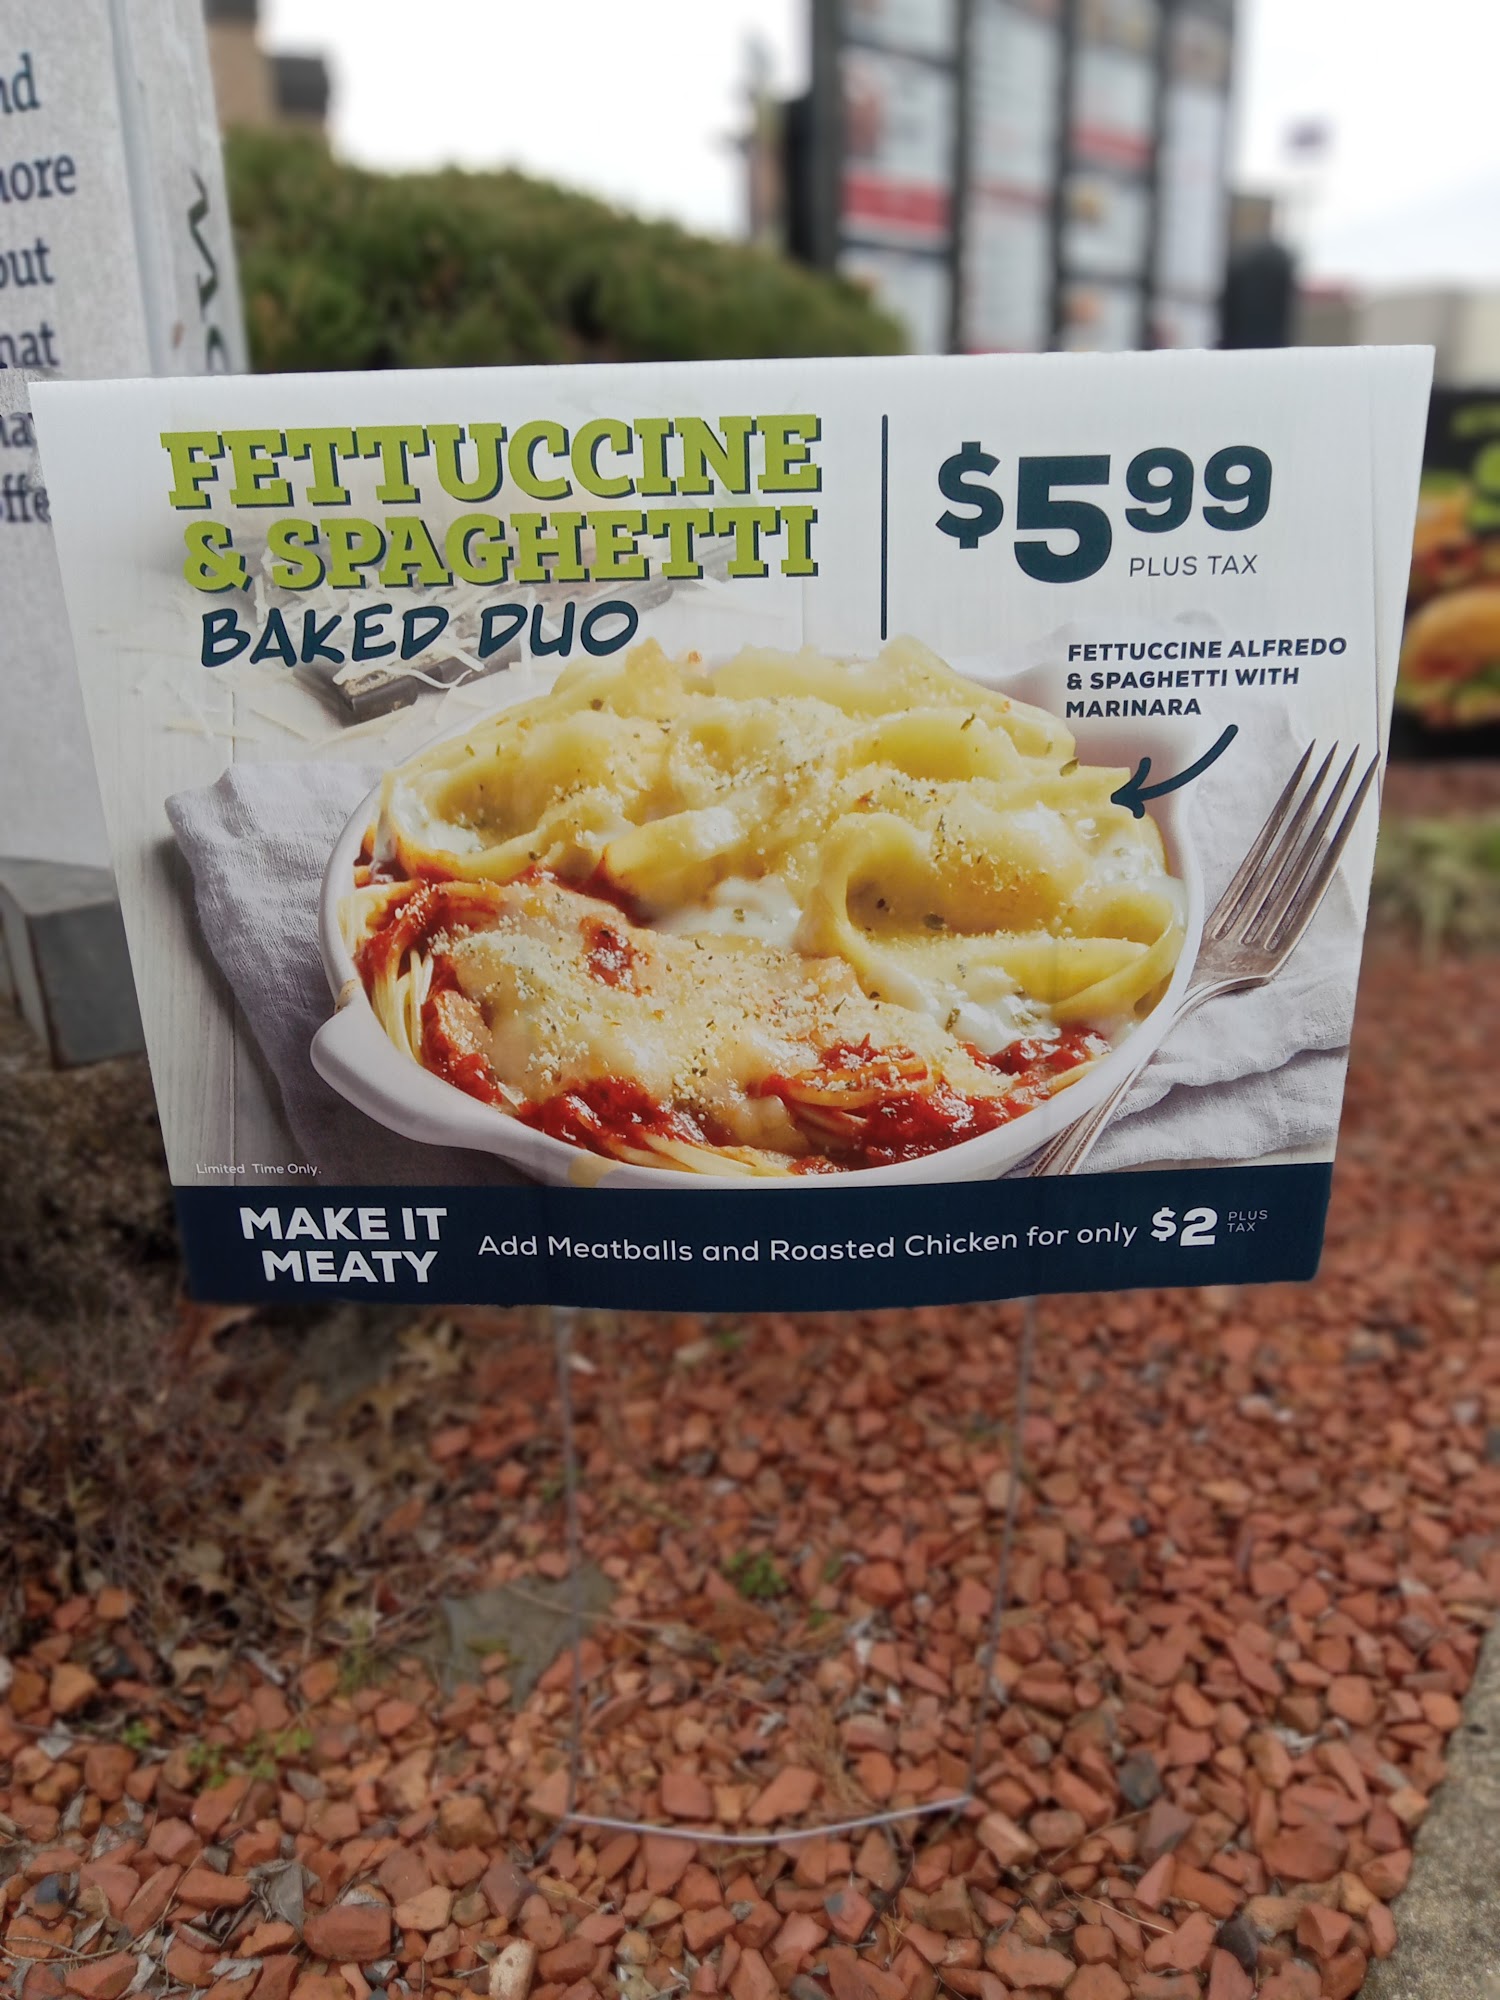 FETTUCCINE
& SPAGHETTI
BAKED DUO
$5.99
PLUS TAX
FETTUCCINE ALFREDO
& SPAGHETTI WITH
MARINARA
Limited Time Only.
MAKE IT
MEATY
Add Meatballs and Roasted Chicken for only $2 PLUS
TAX